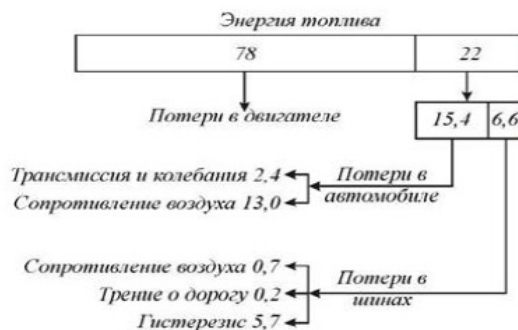 Энергия топлива
78 22
Потери в двигателе
15,4 6,6
Трансмиссия и колебания 2,4
Сопротивление воздуха 13,0
Потери в
автомобиле
Сопротивление воздуха 0,7
Трение о дорогу 0,2
Гистерезис 5,7
Потери в
шинах